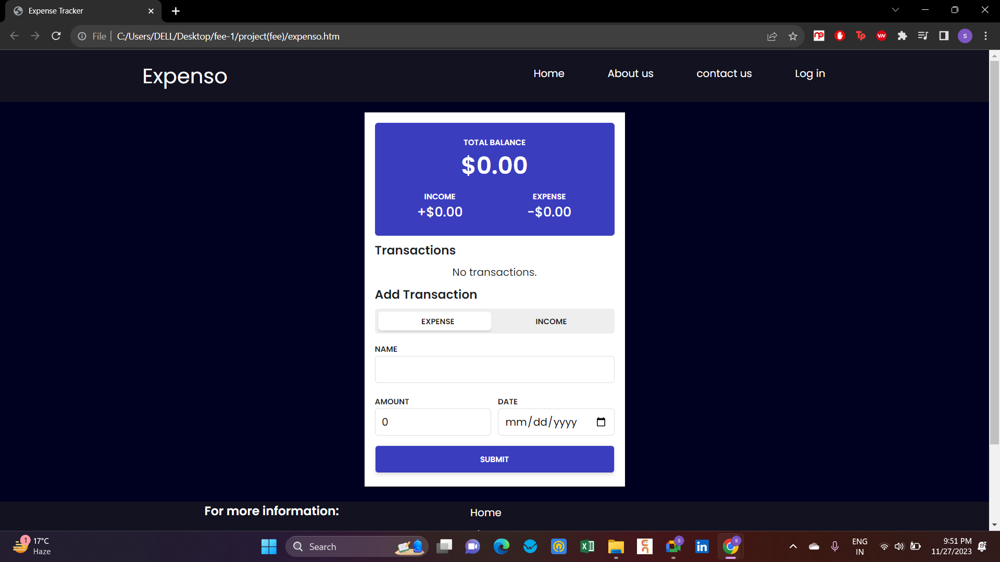 Expense Tracker
File
C:/Users/DELL/Desktop/fee-1/project(fee)/expenso.htm
Tp
VN
S
Expenso
Home
About us
contact us
Log in
TOTAL BALANCE
$0.00
INCOME
EXPENSE
+$0.00
-$0.00
Transactions
No transactions.
Add Transaction
EXPENSE
INCOME
NAME
AMOUNT
DATE
0
mm/dd/yyyy
SUBMIT
For more information:
Home
1
17°C
Haze
Search
in
S
S
ENG
IN
9:51 PM
11/27/2023